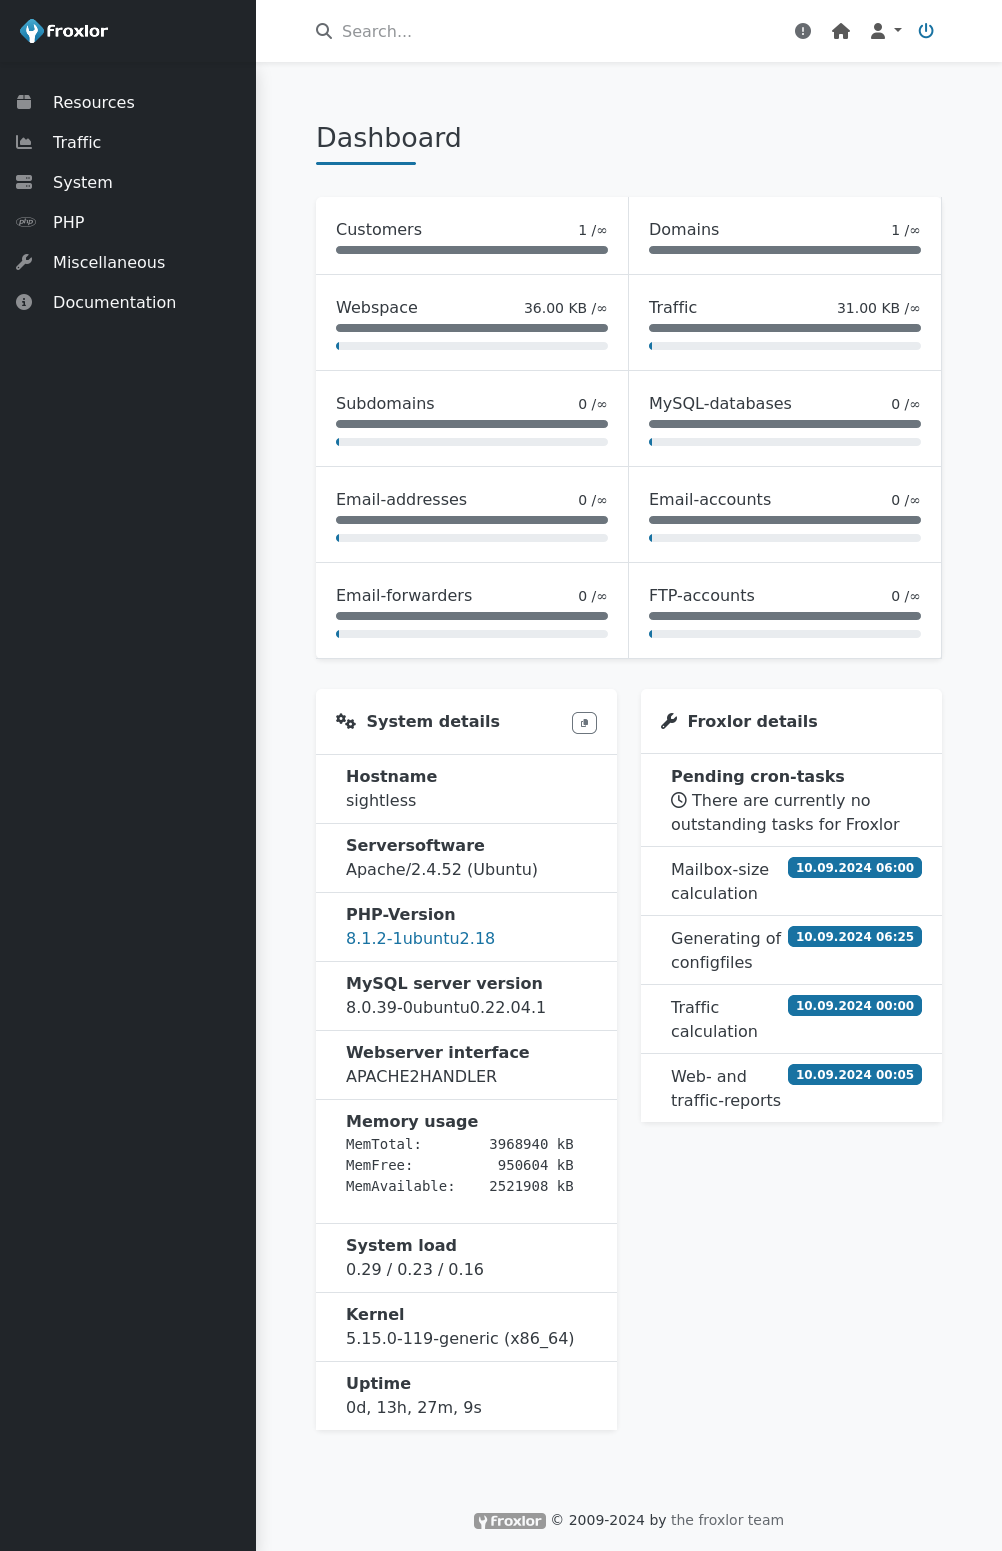 froxlor
Search...
Resources
Traffic
System
php PHP
Miscellaneous
Documentation
Dashboard
Customers 1 /∞
Domains 1 /∞
Webspace 36.00 KB /∞
Traffic 31.00 KB /∞
Subdomains 0 /∞
MySQL-databases 0 /∞
Email-addresses 0 /∞
Email-accounts 0 /∞
Email-forwarders 0 /∞
FTP-accounts 0 /∞
System details
Hostname
sightless
Serversoftware
Apache/2.4.52 (Ubuntu)
PHP-Version
8.1.2-1ubuntu2.18
MySQL server version
8.0.39-0ubuntu0.22.04.1
Webserver interface
APACHE2HANDLER
Memory usage
MemTotal: 3968940 kB
MemFree: 950604 kB
MemAvailable: 2521908 kB
System load
0.29 / 0.23 / 0.16
Kernel
5.15.0-119-generic (x86_64)
Uptime
0d, 13h, 27m, 9s
Froxlor details
Pending cron-tasks
There are currently no
outstanding tasks for Froxlor
Mailbox-size 10.09.2024 06:00
calculation
Generating of 10.09.2024 06:25
configfiles
Traffic 10.09.2024 00:00
calculation
Web- and 10.09.2024 00:05
traffic-reports
froxlor © 2009-2024 by the froxlor team